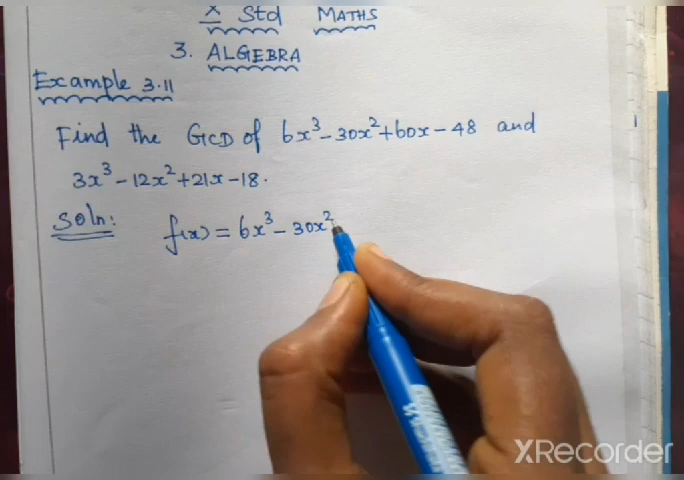 X Std MATHS
3. ALGEBRA
Example 3.11
Find the GCD of 6x³ - 30x² + 60x - 48 and
3x³ - 12x² + 21x - 18.
Soln: f(x) = 6x³ - 30x²
XRecorder